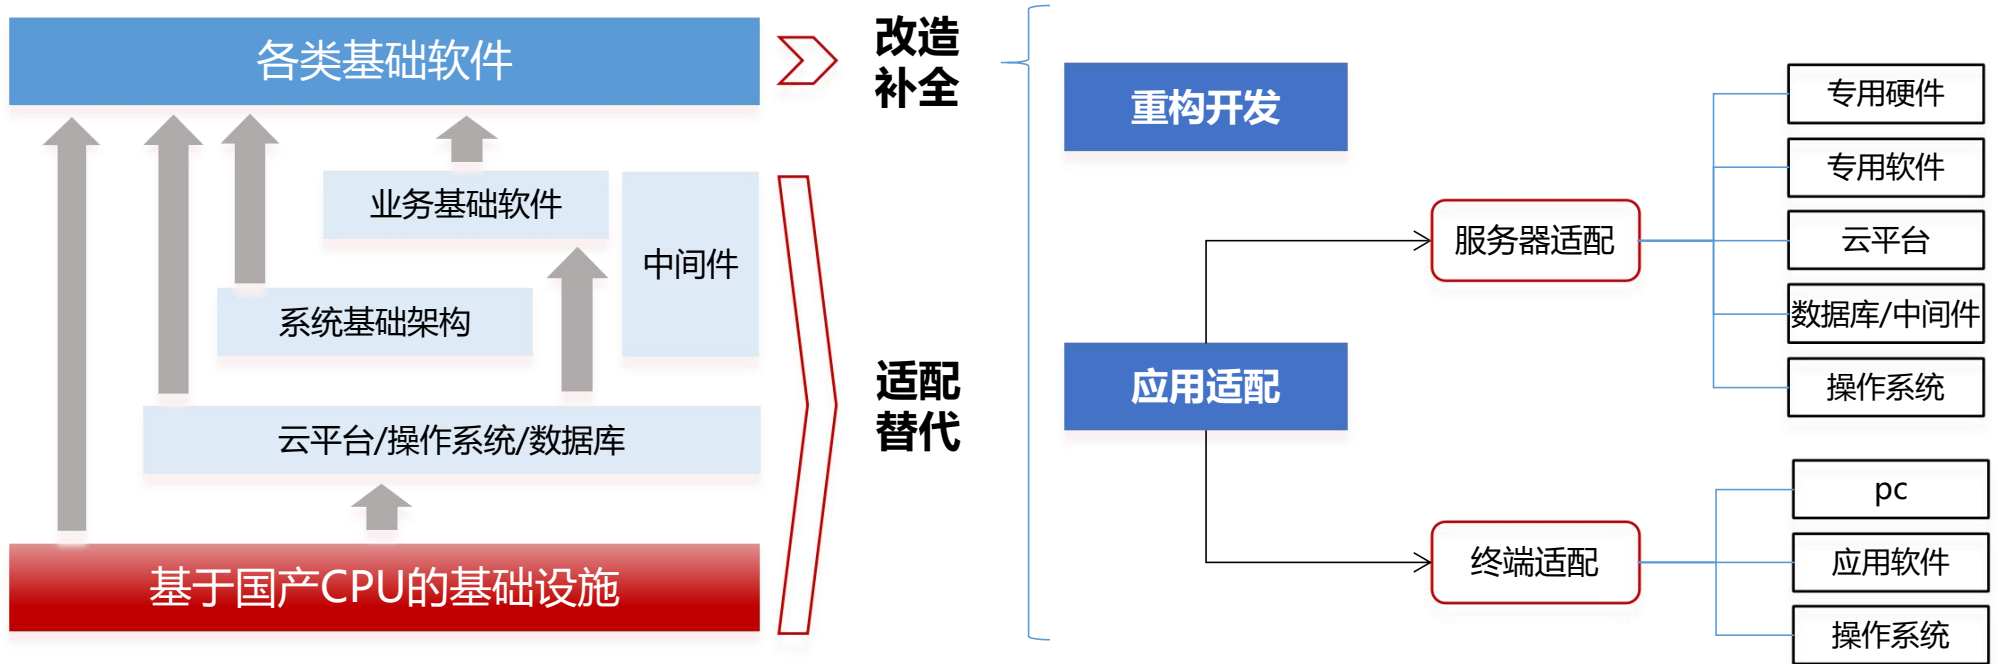 各类基础软件
业务基础软件
中间件
系统基础架构
云平台/操作系统/数据库
基于国产CPU的基础设施
改造
补全
适配
替代
重构开发
应用适配
服务器适配
专用硬件
专用软件
云平台
数据库/中间件
操作系统
终端适配
pc
应用软件
操作系统